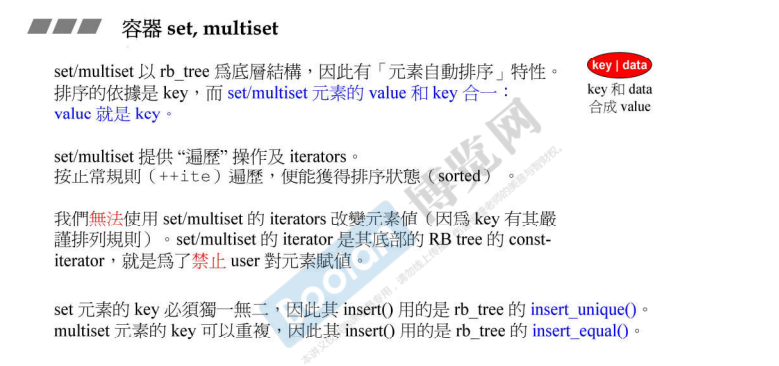 容器 set, multiset
set/multiset 以 rb_tree 為底層結構，因此有「元素自動排序」特性。
排序的依據是 key，而 set/multiset 元素的 value 和 key 合一：
value 就是 key。
key | data
key 和 data
合成 value
set/multiset 提供 “遍歷” 操作及 iterators。
按正常規則（++ite）遍歷，便能獲得排序狀態（sorted） 。
我們無法使用 set/multiset 的 iterators 改變元素值（因為 key 有其嚴
謹排列規則）。set/multiset 的 iterator 是其底部的 RB tree 的 const-
iterator，就是為了禁止 user 對元素賦值。
set 元素的 key 必須獨一無二，因此其 insert() 用的是 rb_tree 的 insert_unique()。
multiset 元素的 key 可以重複，因此其 insert() 用的是 rb_tree 的 insert_equal()。
Boolan 博览网